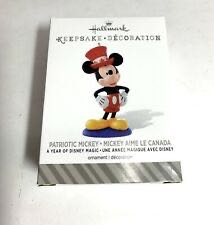 Hallmark
KEEPSAKE • DÉCORATION
PATRIOTIC MICKEY • MICKEY AIME LE CANADA
A YEAR OF DISNEY MAGIC • UNE ANNÉE MAGIQUE AVEC DISNEY
ornament | décoration